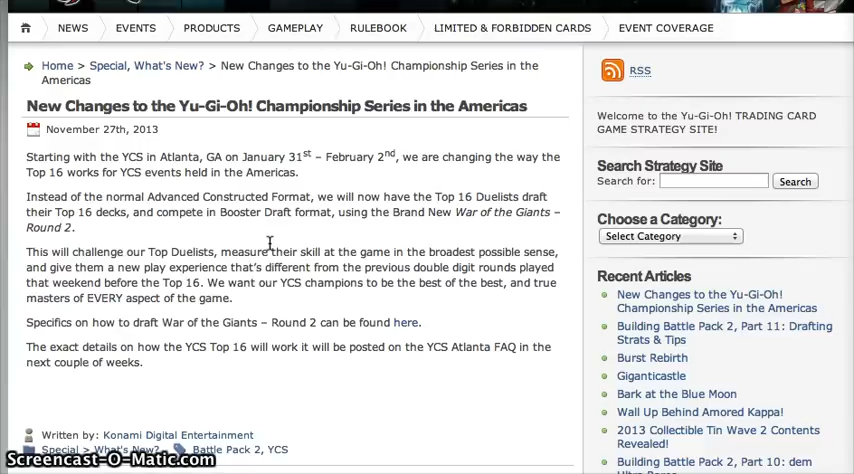 NEWS EVENTS PRODUCTS GAMEPLAY RULEBOOK LIMITED & FORBIDDEN CARDS EVENT COVERAGE
Home > Special, What's New? > New Changes to the Yu-Gi-Oh! Championship Series in the
Americas
New Changes to the Yu-Gi-Oh! Championship Series in the Americas
November 27th, 2013
Starting with the YCS in Atlanta, GA on January 31st – February 2nd, we are changing the way the
Top 16 works for YCS events held in the Americas.
Instead of the normal Advanced Constructed Format, we will now have the Top 16 Duelists draft
their Top 16 decks, and compete in Booster Draft format, using the Brand New War of the Giants –
Round 2.
This will challenge our Top Duelists, measure their skill at the game in the broadest possible sense,
and give them a new play experience that's different from the previous double digit rounds played
that weekend before the Top 16. We want our YCS champions to be the best of the best, and true
masters of EVERY aspect of the game.
Specifics on how to draft War of the Giants – Round 2 can be found here.
The exact details on how the YCS Top 16 will work it will be posted on the YCS Atlanta FAQ in the
next couple of weeks.
Written by: Konami Digital Entertainment
Special > What's New? Battle Pack 2, YCS
RSS
Welcome to the Yu-Gi-Oh! TRADING CARD
GAME STRATEGY SITE!
Search Strategy Site
Search for: Search
Choose a Category:
Select Category
Recent Articles
New Changes to the Yu-Gi-Oh!
Championship Series in the Americas
Building Battle Pack 2, Part 11: Drafting
Strats & Tips
Burst Rebirth
Giganticastle
Bark at the Blue Moon
Wall Up Behind Amored Kappa!
2013 Collectible Tin Wave 2 Contents
Revealed!
Building Battle Pack 2, Part 10: dem
Screencast-O-Matic.com